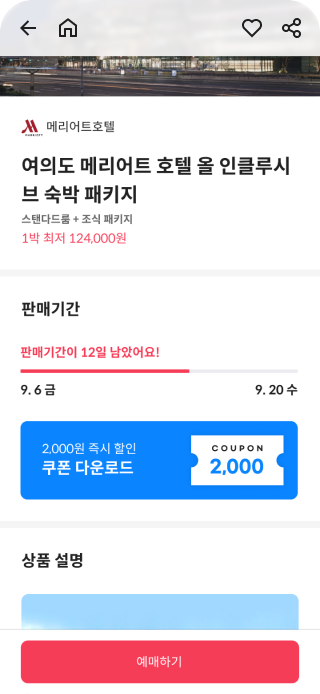 메리어트호텔
여의도 메리어트 호텔 올 인클루시
브 숙박 패키지
스탠다드룸 + 조식 패키지
1박 최저 124,000원
판매기간
판매기간이 12일 남았어요!
9. 6 금
9. 20 수
2,000원 즉시 할인
쿠폰 다운로드
COUPON
2,000
상품 설명
예매하기